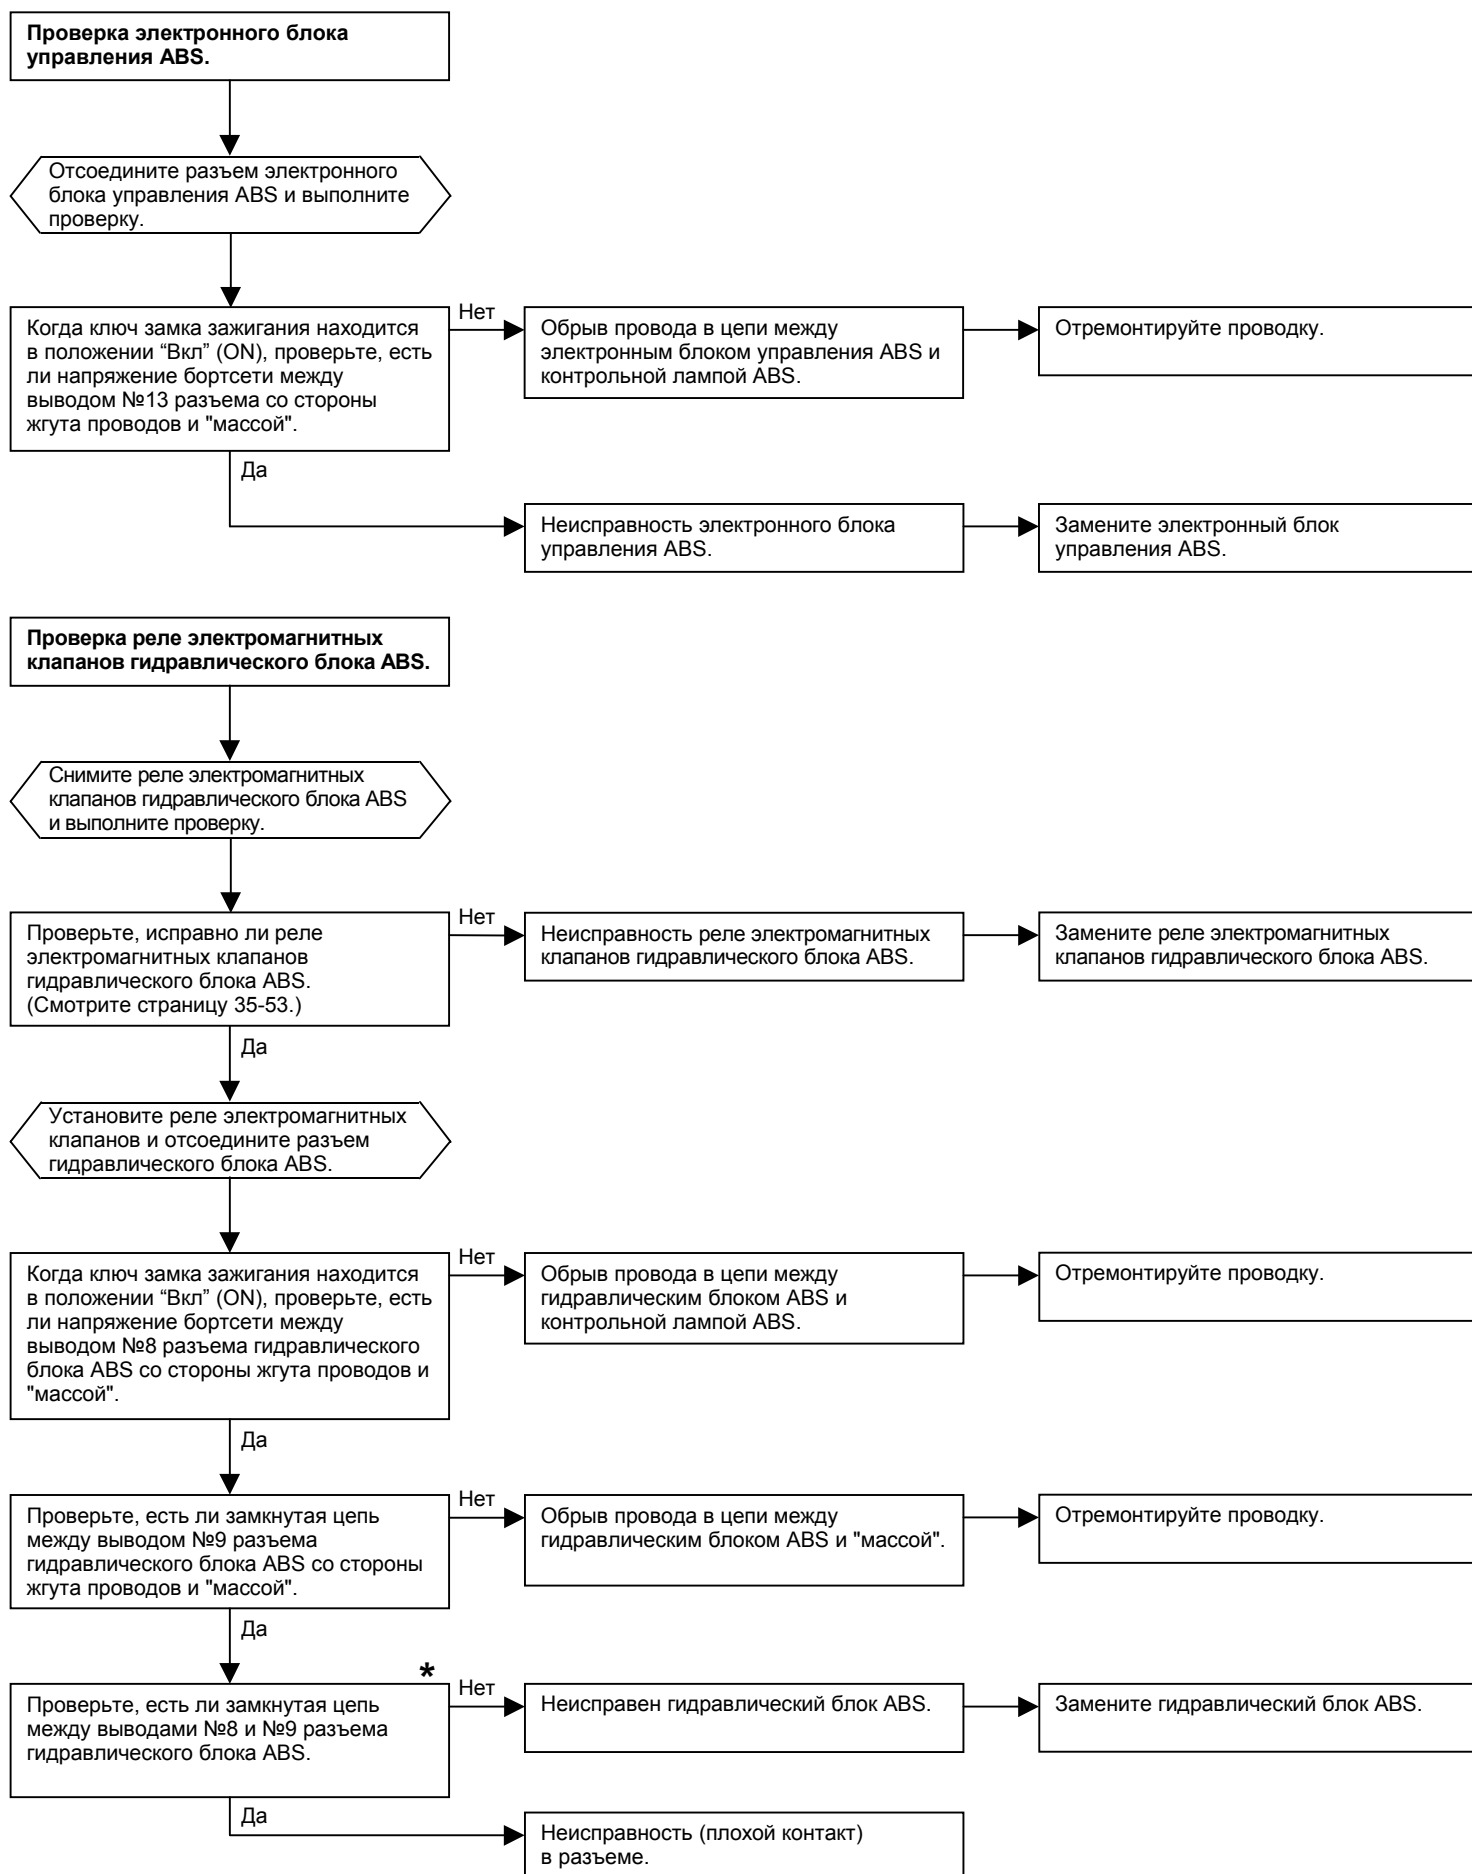 Проверка электронного блока
управления ABS.
Отсоедините разъем электронного
блока управления ABS и выполните
проверку.
Когда ключ замка зажигания находится
в положении “Вкл” (ON), проверьте, есть
ли напряжение бортсети между
выводом №13 разъема со стороны
жгута проводов и "массой".
Нет
Обрыв провода в цепи между
электронным блоком управления ABS и
контрольной лампой ABS.
Отремонтируйте проводку.
Да
Неисправность электронного блока
управления ABS.
Замените электронный блок
управления ABS.
Проверка реле электромагнитных
клапанов гидравлического блока ABS.
Снимите реле электромагнитных
клапанов гидравлического блока ABS
и выполните проверку.
Проверьте, исправно ли реле
электромагнитных клапанов
гидравлического блока ABS.
(Смотрите страницу 35-53.)
Нет
Неисправность реле электромагнитных
клапанов гидравлического блока ABS.
Замените реле электромагнитных
клапанов гидравлического блока ABS.
Да
Установите реле электромагнитных
клапанов и отсоедините разъем
гидравлического блока ABS.
Когда ключ замка зажигания находится
в положении “Вкл” (ON), проверьте, есть
ли напряжение бортсети между
выводом №8 разъема гидравлического
блока ABS со стороны жгута проводов и
"массой".
Нет
Обрыв провода в цепи между
гидравлическим блоком ABS и
контрольной лампой ABS.
Отремонтируйте проводку.
Да
Проверьте, есть ли замкнутая цепь
между выводом №9 разъема
гидравлического блока ABS со стороны
жгута проводов и "массой".
Нет
Обрыв провода в цепи между
гидравлическим блоком ABS и "массой".
Отремонтируйте проводку.
Да
*
Проверьте, есть ли замкнутая цепь
между выводами №8 и №9 разъема
гидравлического блока ABS.
Нет
Неисправен гидравлический блок ABS.
Замените гидравлический блок ABS.
Да
Неисправность (плохой контакт)
в разъеме.